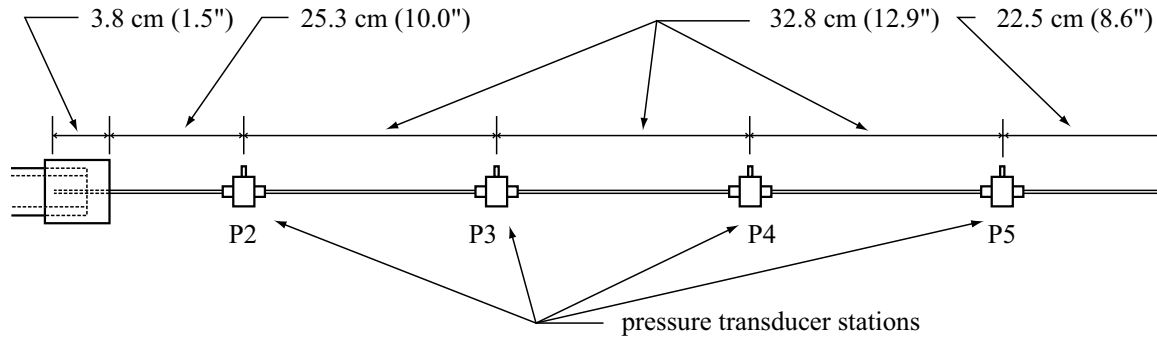 3.8 cm (1.5") 25.3 cm (10.0") 32.8 cm (12.9") 22.5 cm (8.6")
P2 P3 P4 P5
pressure transducer stations